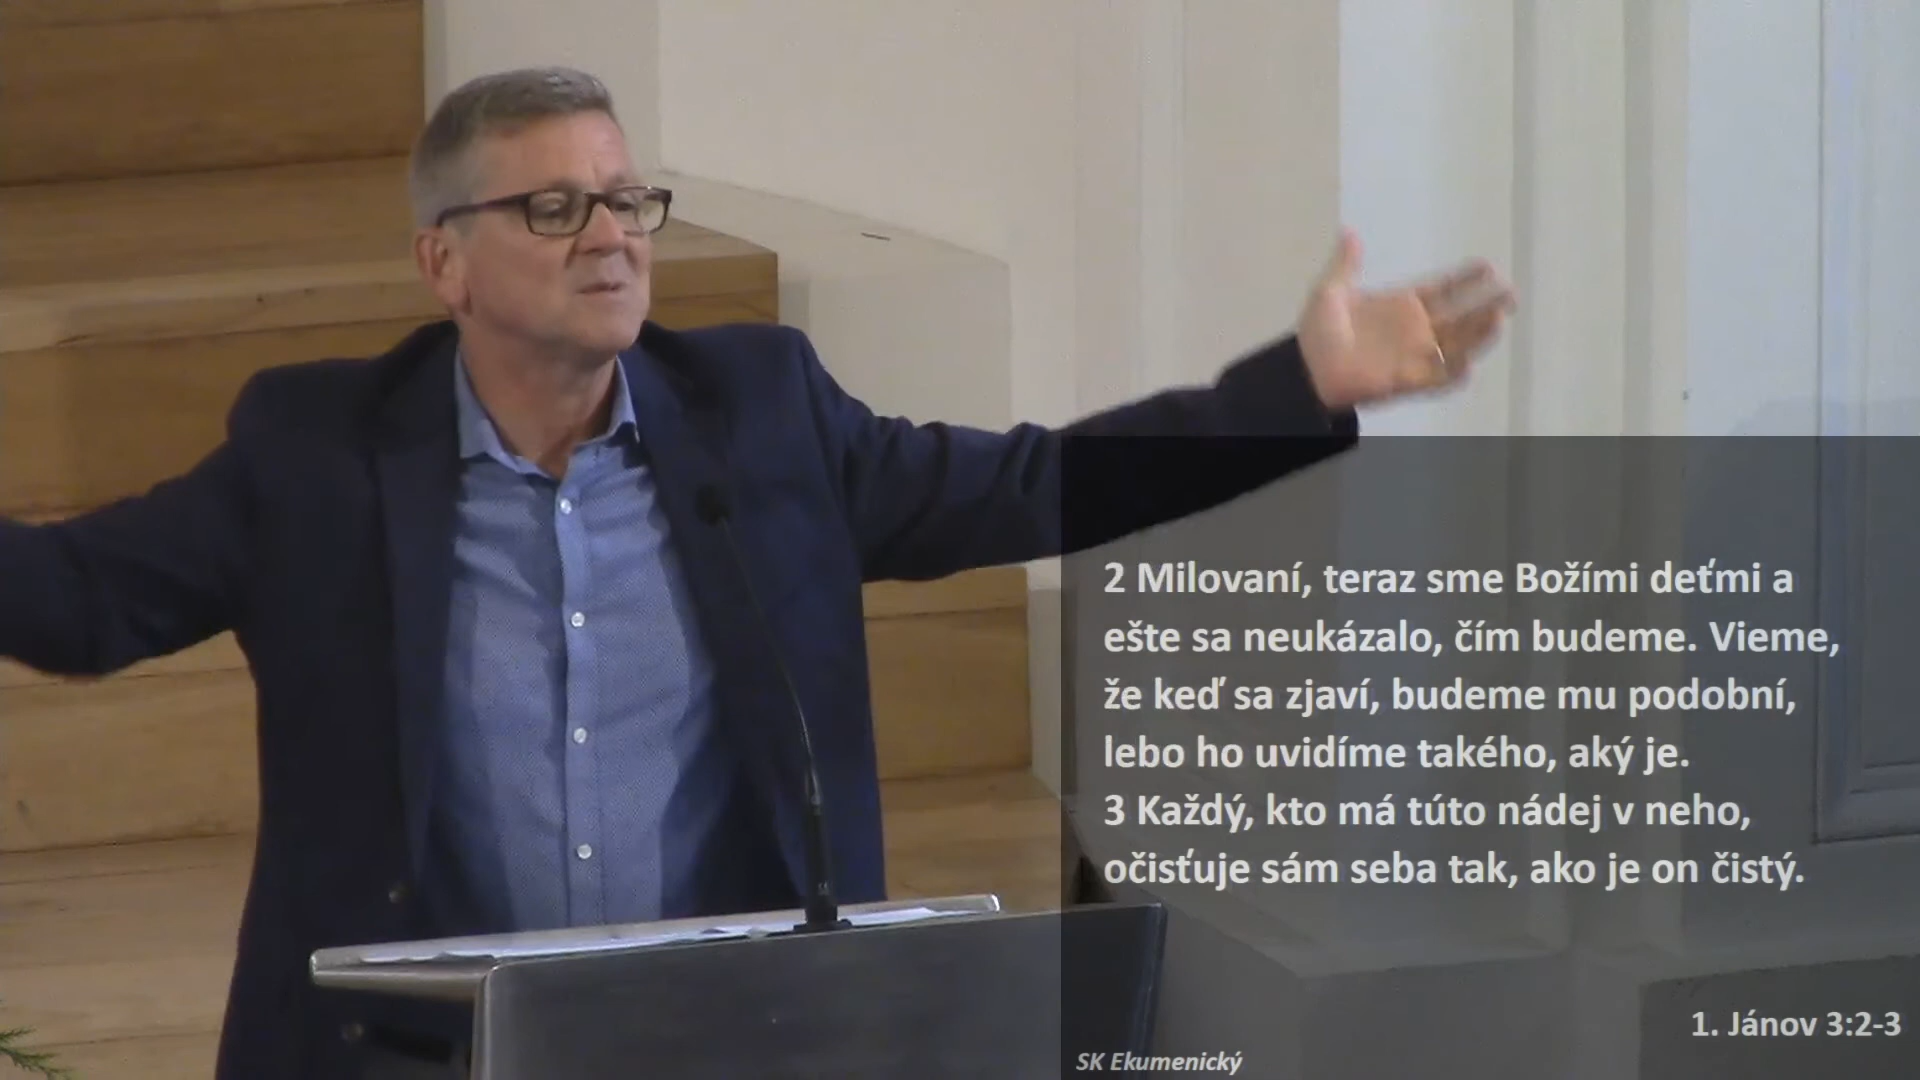 2 Milovaní, teraz sme Božími deťmi a
ešte sa neukázalo, čím budeme. Vieme,
že keď sa zjaví, budeme mu podobní,
lebo ho uvidíme takého, aký je.
3 Každý, kto má túto nádej v neho,
očisťuje sám seba tak, ako je on čistý.
1. Jánov 3:2-3
SK Ekumenický